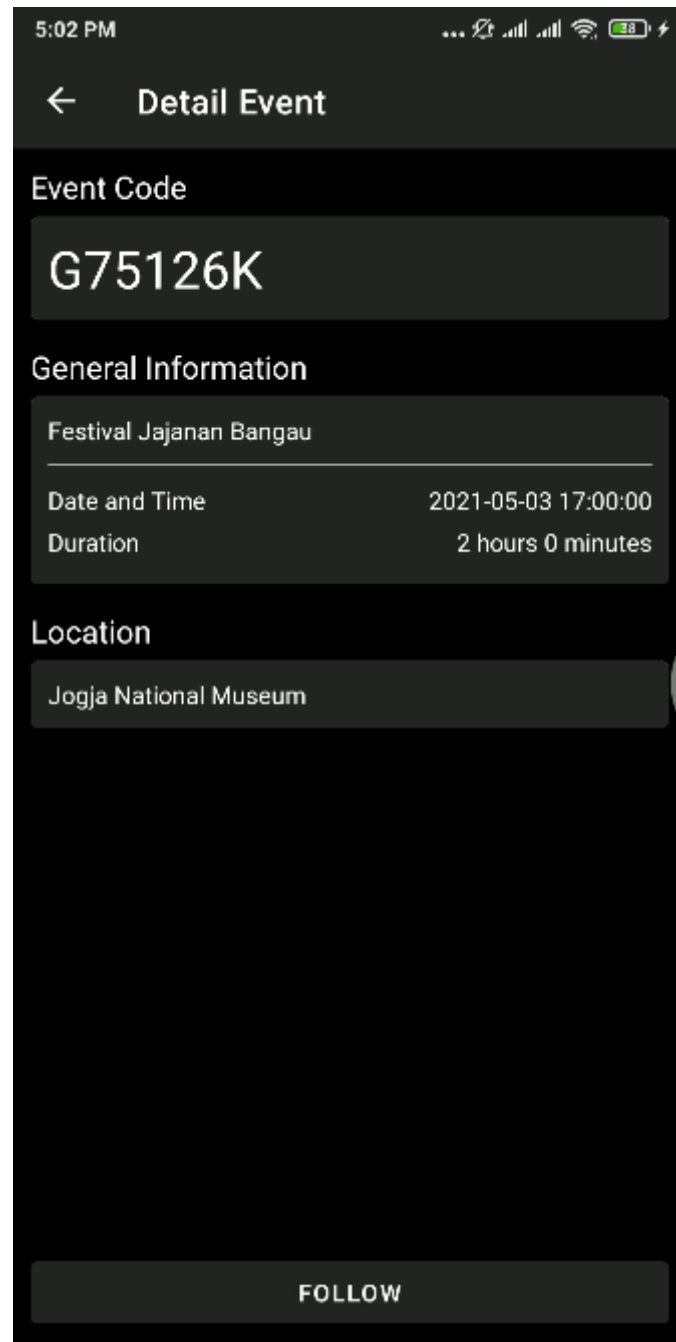 5:02 PM
38
Detail Event
Event Code
G75126K
General Information
Festival Jajanan Bangau
Date and Time 2021-05-03 17:00:00
Duration 2 hours 0 minutes
Location
Jogja National Museum
FOLLOW